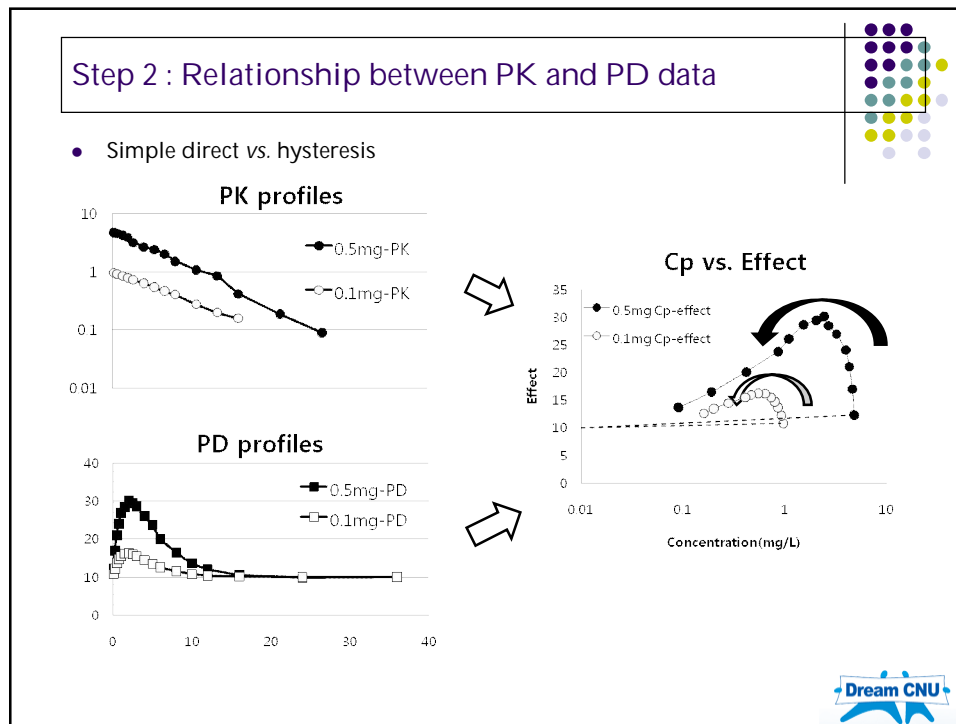 Step 2 : Relationship between PK and PD data
● Simple direct vs. hysteresis
PK profiles
10
1
0.1
0.01
0.5mg-PK
0.1mg-PK
PD profiles
40
30
20
10
0
0 10 20 30 40
0.5mg-PD
0.1mg-PD
Cp vs. Effect
35
30
25
20
15
10
5
0
Effect
0.5mg Cp-effect
0.1mg Cp-effect
0.01 0.1 1 10
Concentration(mg/L)
Dream CNU